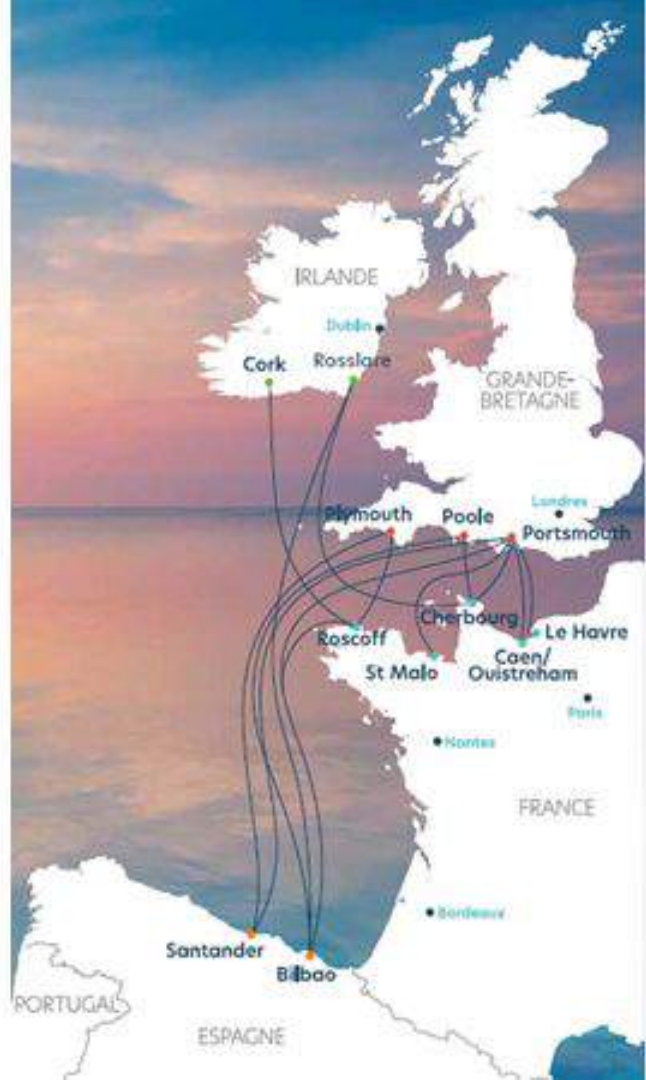 IRLANDE
Dublin
Cork
Rosslare
GRANDE-
BRETAGNE
Londres
Plymouth
Poole
Portsmouth
Cherbourg
Roscoff
Le Havre
St Malo
Caen/
Ouistreham
Paris
Nantes
FRANCE
Bordeaux
Santander
Bilbao
PORTUGAL
ESPAGNE